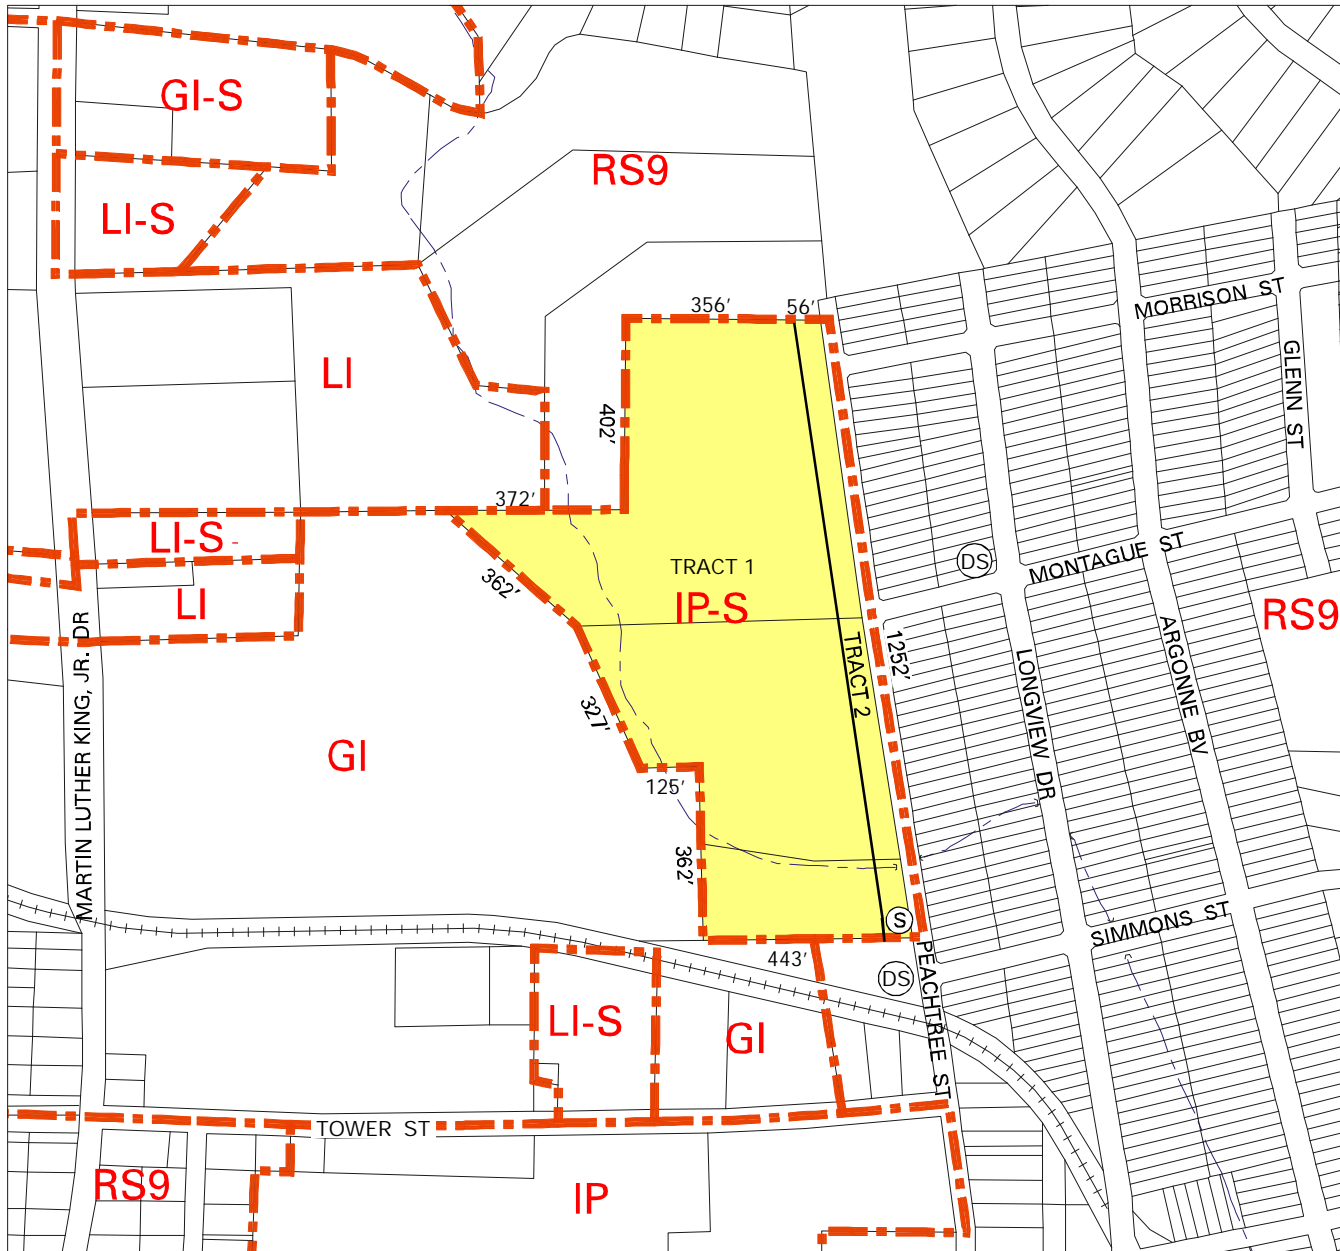 GI-S
RS9
LI-S
MORRISON ST
356'
56'
GLENN ST
LI
402'
372'
LI-S -
MONTAGUE ST
DS
TRACT 1
362'
IP-S
LI
RS9
MARTIN LUTHER KING, JR. DR
TRACT 2
1252'
LONGVIEW DR
ARGONNE BV
327'
GI
125'
362'
S
SIMMONS ST
443'
DS
PEACHTREE ST
LI-S
GI
TOWER ST
RS9
IP